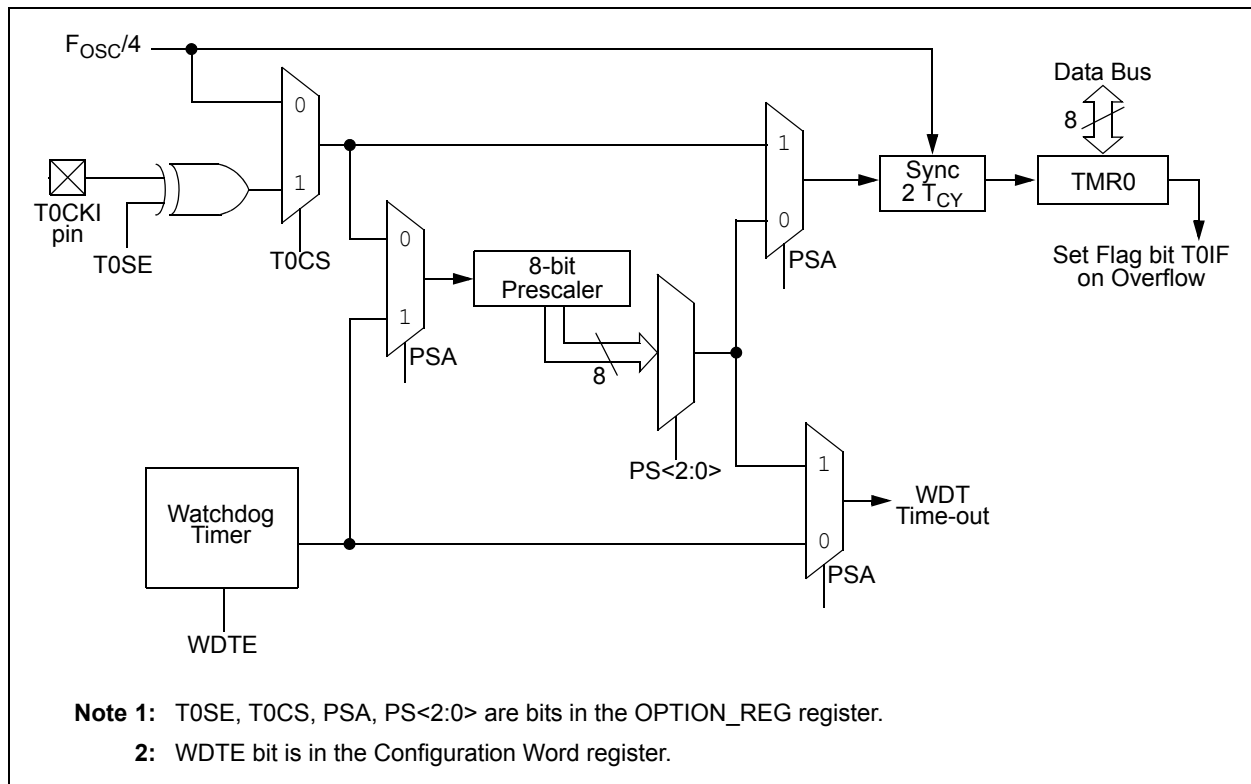 FOSC/4
Data Bus
8
0
1
T0CKI
pin
T0SE
T0CS
1
0
PSA
Sync
2 TCY
TMR0
Set Flag bit T0IF
on Overflow
0
1
PSA
8-bit
Prescaler
8
PS<2:0>
Watchdog
Timer
WDTE
1
0
PSA
WDT
Time-out
Note 1: T0SE, T0CS, PSA, PS<2:0> are bits in the OPTION_REG register.
2: WDTE bit is in the Configuration Word register.